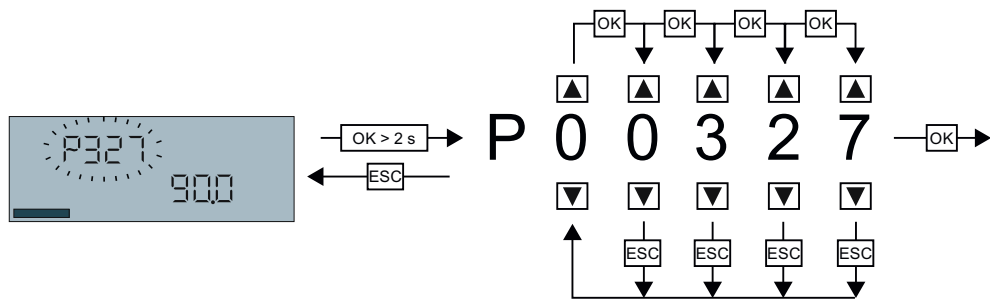 OK OK OK OK
P327
90.0
OK > 2 s
ESC
P 0 0 3 2 7
OK
ESC ESC ESC ESC